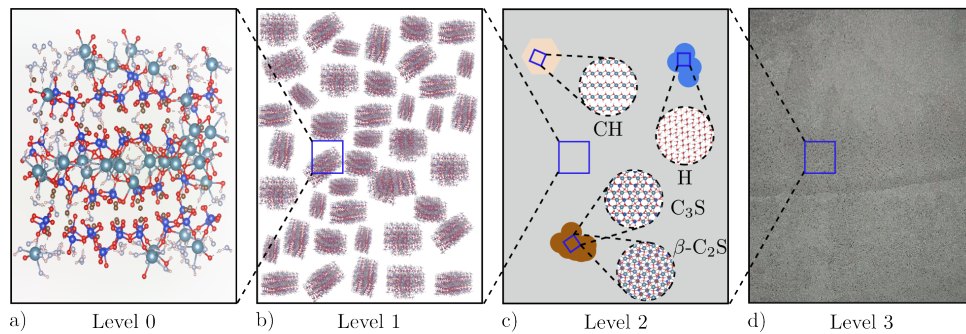 CH
H
C₃S
β-C₂S
a) Level 0
b) Level 1
c) Level 2
d) Level 3